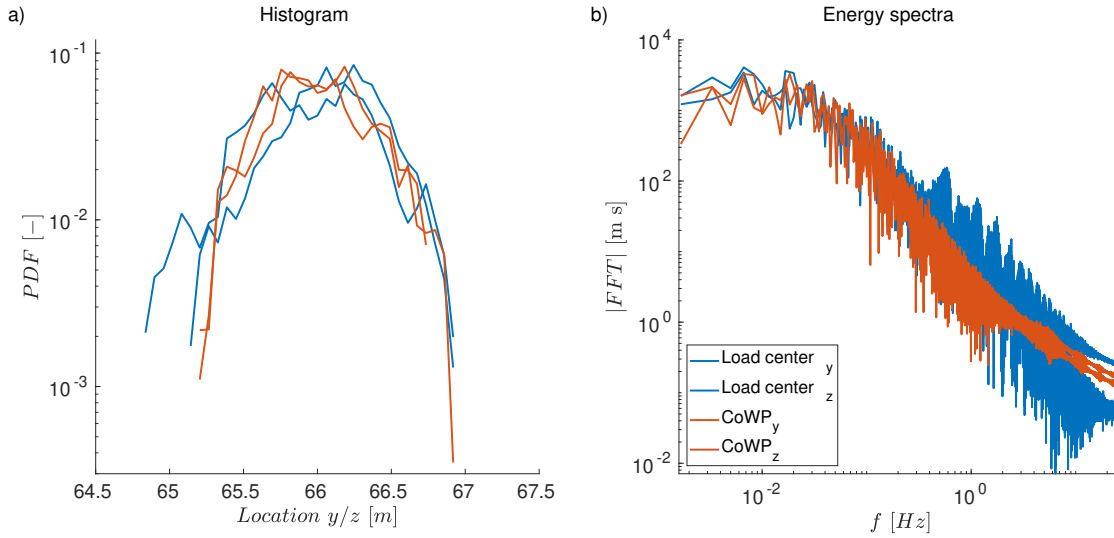 a)
Histogram
10^-1
10^-2
10^-3
PDF [−]
64.5 65 65.5 66 66.5 67 67.5
Location y/z [m]
b)
Energy spectra
10^4
10^2
10^0
10^-2
|FFT| [m s]
Load center y
Load center z
CoWP y
CoWP z
10^-2 10^0
f [Hz]